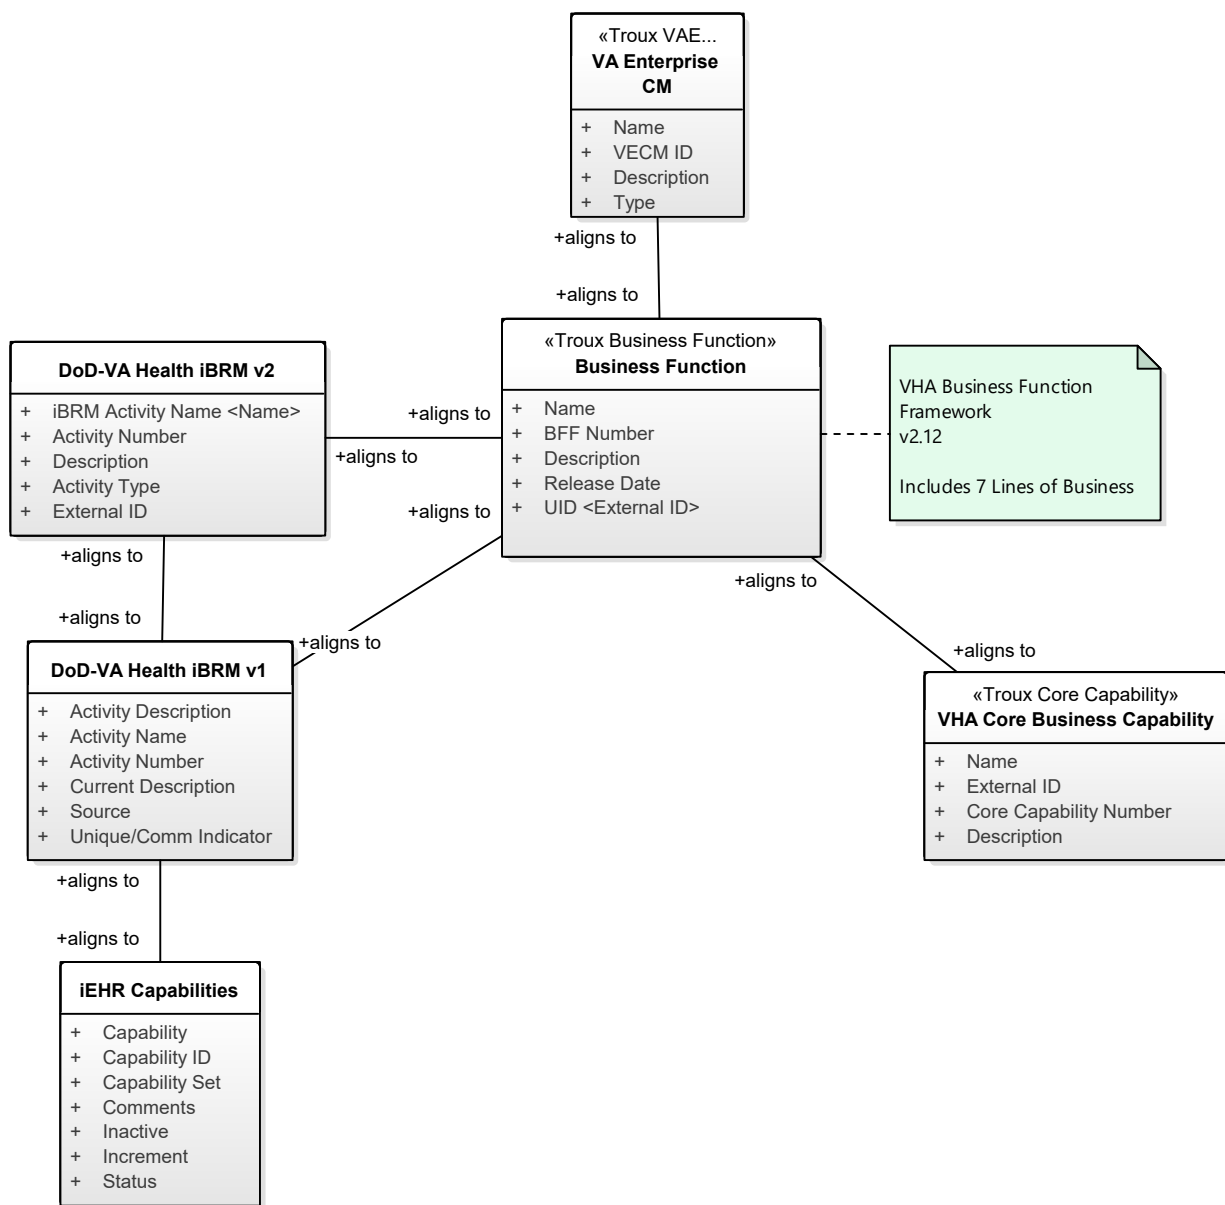 «Troux VAE...
VA Enterprise
CM
+ Name
+ VECM ID
+ Description
+ Type
+aligns to
+aligns to
«Troux Business Function»
Business Function
+ Name
+ BFF Number
+ Description
+ Release Date
+ UID <External ID>
VHA Business Function
Framework
v2.12
Includes 7 Lines of Business
DoD-VA Health iBRM v2
+ iBRM Activity Name <Name>
+ Activity Number
+ Description
+ Activity Type
+ External ID
+aligns to
+aligns to
+aligns to
+aligns to
+aligns to
+aligns to
+aligns to
+aligns to
DoD-VA Health iBRM v1
+ Activity Description
+ Activity Name
+ Activity Number
+ Current Description
+ Source
+ Unique/Comm Indicator
«Troux Core Capability»
VHA Core Business Capability
+ Name
+ External ID
+ Core Capability Number
+ Description
+aligns to
+aligns to
iEHR Capabilities
+ Capability
+ Capability ID
+ Capability Set
+ Comments
+ Inactive
+ Increment
+ Status